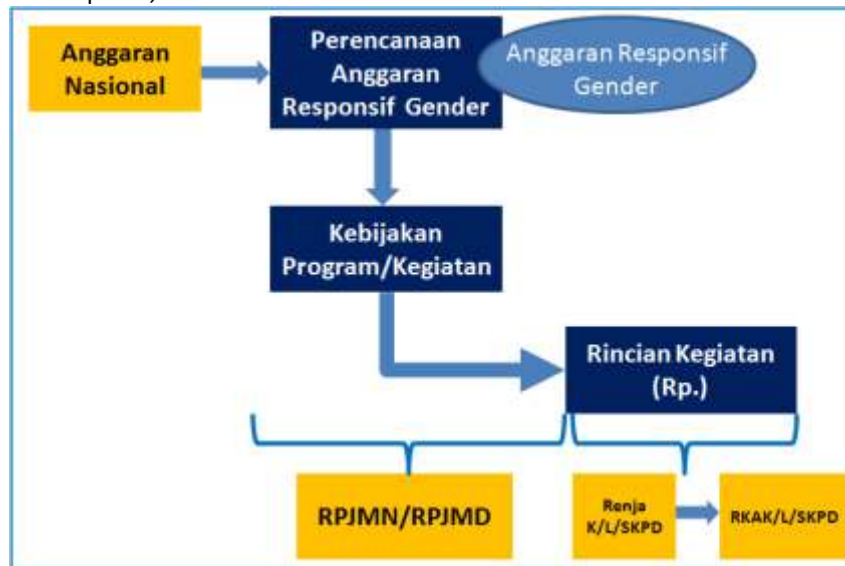 Anggaran
Nasional
Perencanaan
Anggaran
Responsif Gender
Anggaran Responsif
Gender
Kebijakan
Program/Kegiatan
Rincian Kegiatan
(Rp.)
RPJMN/RPJMD
Renja
K/L/SKPD
RKAK/L/SKPD